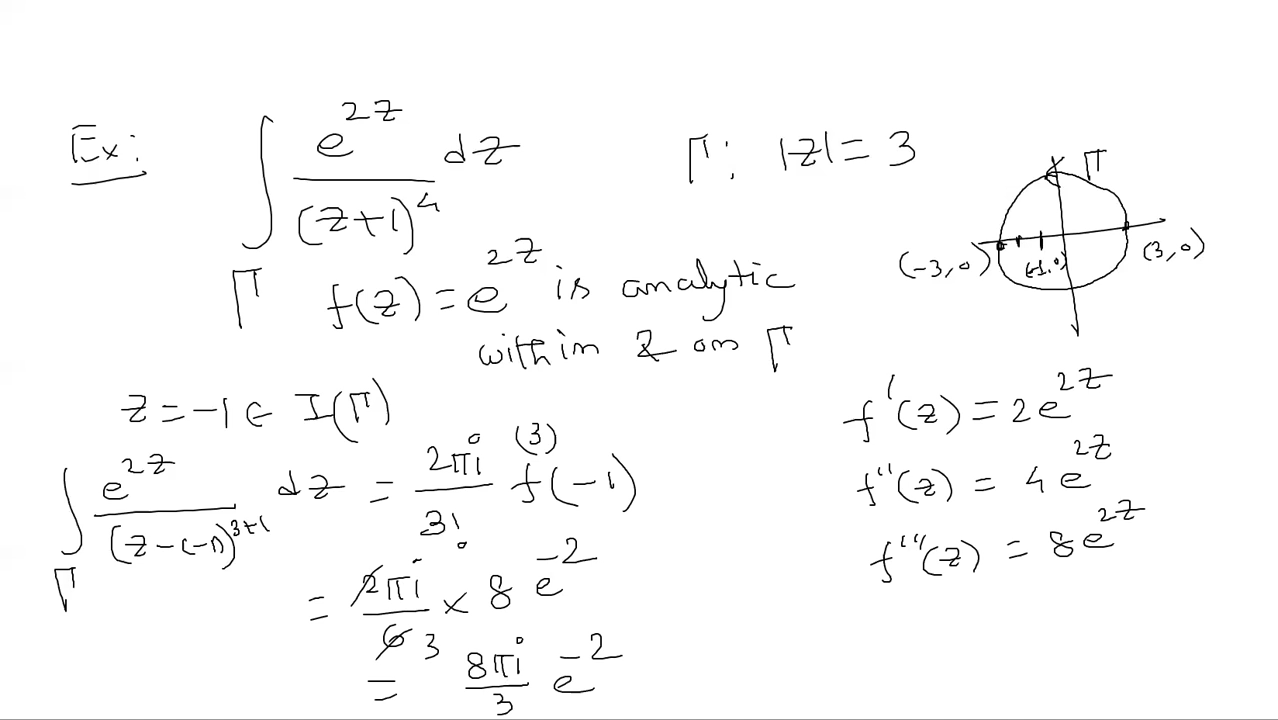 Ex: ∫_Γ e^{2z}/(z+1)^4 dz Γ: |z| = 3
Γ
(-3,0) (-1,0) (3,0)
f(z) = e^{2z} is analytic
within & on Γ
z = -1 ∈ I(Γ)
f'(z) = 2e^{2z}
∫_Γ e^{2z}/(z-(-1))^{3+1} dz = 2πi/3! f^{(3)}(-1)
f''(z) = 4e^{2z}
f'''(z) = 8e^{2z}
= 2πi/6 3 × 8 e^{-2}
= 8πi/3 e^{-2}